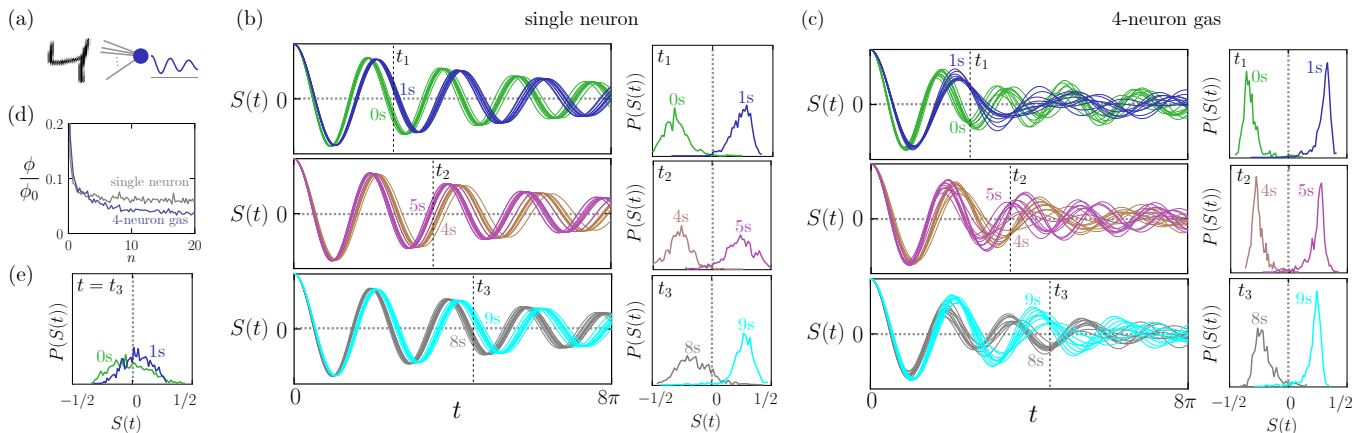 (a)
(b)
single neuron
(c)
4-neuron gas
4
S(t) 0
t₁
1s
0s
P(S(t))
t₁
0s
1s
S(t) 0
t₁
1s
0s
P(S(t))
t₁
0s
1s
(d)
0.2
0.1
0
ϕ/ϕ₀
single neuron
4-neuron gas
0
10
20
n
S(t) 0
t₂
5s
4s
P(S(t))
t₂
4s
5s
S(t) 0
t₂
5s
4s
P(S(t))
t₂
4s
5s
(e)
t = t₃
P(S(t))
0s
1s
−1/2
0
1/2
S(t)
S(t) 0
t₃
9s
8s
0
t
8π
P(S(t))
t₃
8s
9s
−1/2
0
1/2
S(t)
S(t) 0
t₃
9s
8s
0
t
8π
P(S(t))
t₃
8s
9s
−1/2
0
1/2
S(t)